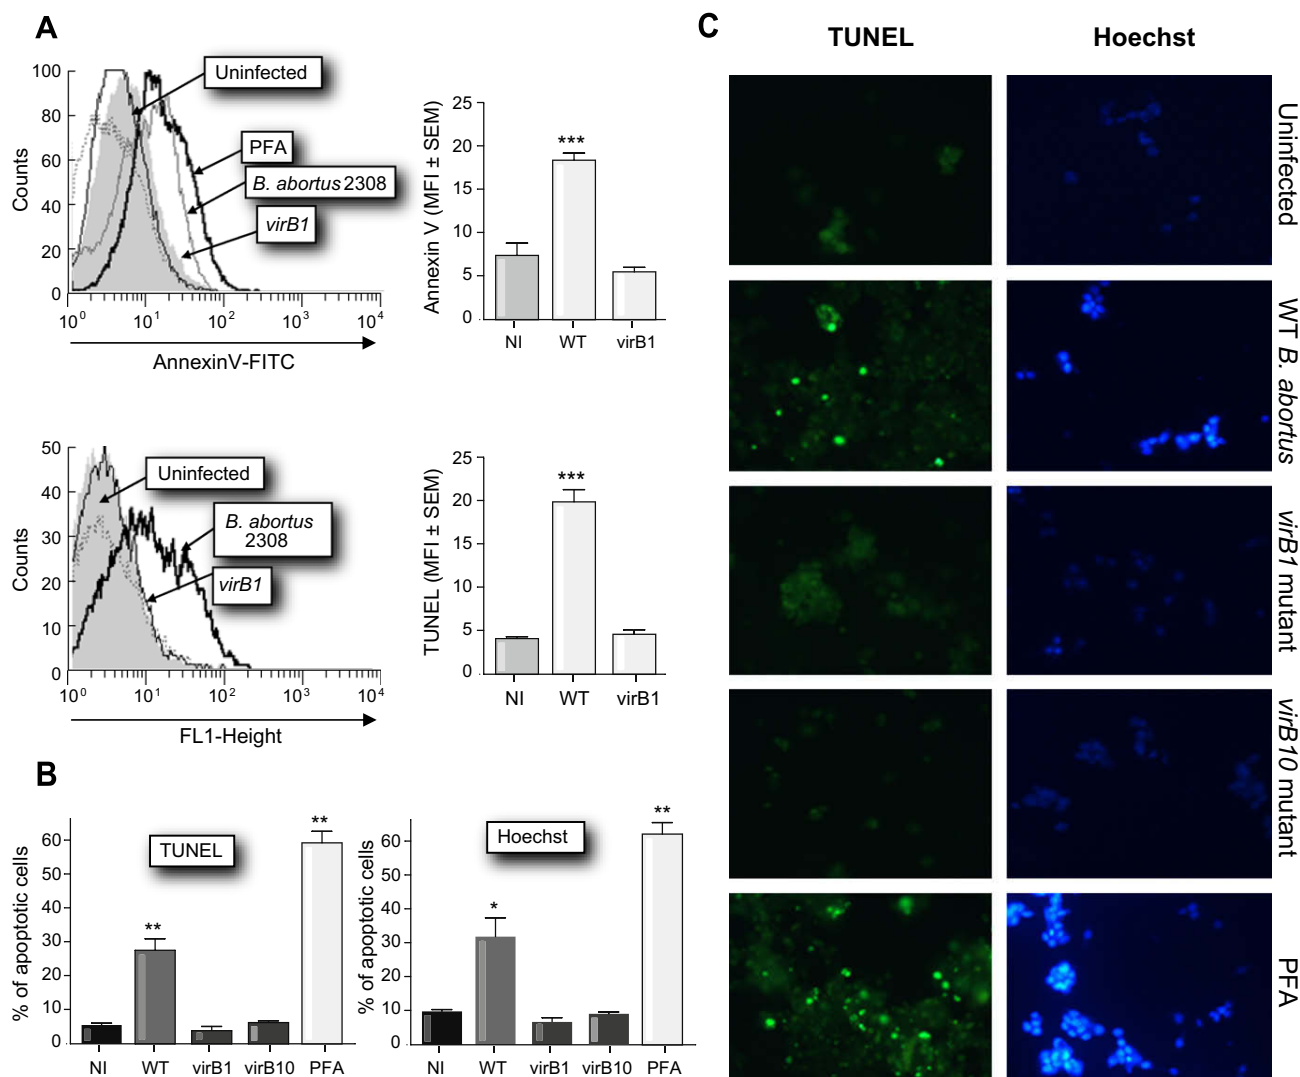 A
Counts
100
80
60
40
20
0
Uninfected
PFA
B. abortus 2308
virB1
10^0 10^1 10^2 10^3 10^4
AnnexinV-FITC
Annexin V (MFI ± SEM)
25
20
15
10
5
0
***
NI WT virB1
Counts
50
40
30
20
10
0
Uninfected
B. abortus
2308
virB1
10^0 10^1 10^2 10^3 10^4
FL1-Height
TUNEL (MFI ± SEM)
25
20
15
10
5
0
***
NI WT virB1
B
% of apoptotic cells
60
50
40
30
20
10
0
TUNEL
**
**
NI WT virB1 virB10 PFA
% of apoptotic cells
60
50
40
30
20
10
0
Hoechst
*
**
NI WT virB1 virB10 PFA
C
TUNEL Hoechst
Uninfected
WT B. abortus
virB1 mutant
virB10 mutant
PFA